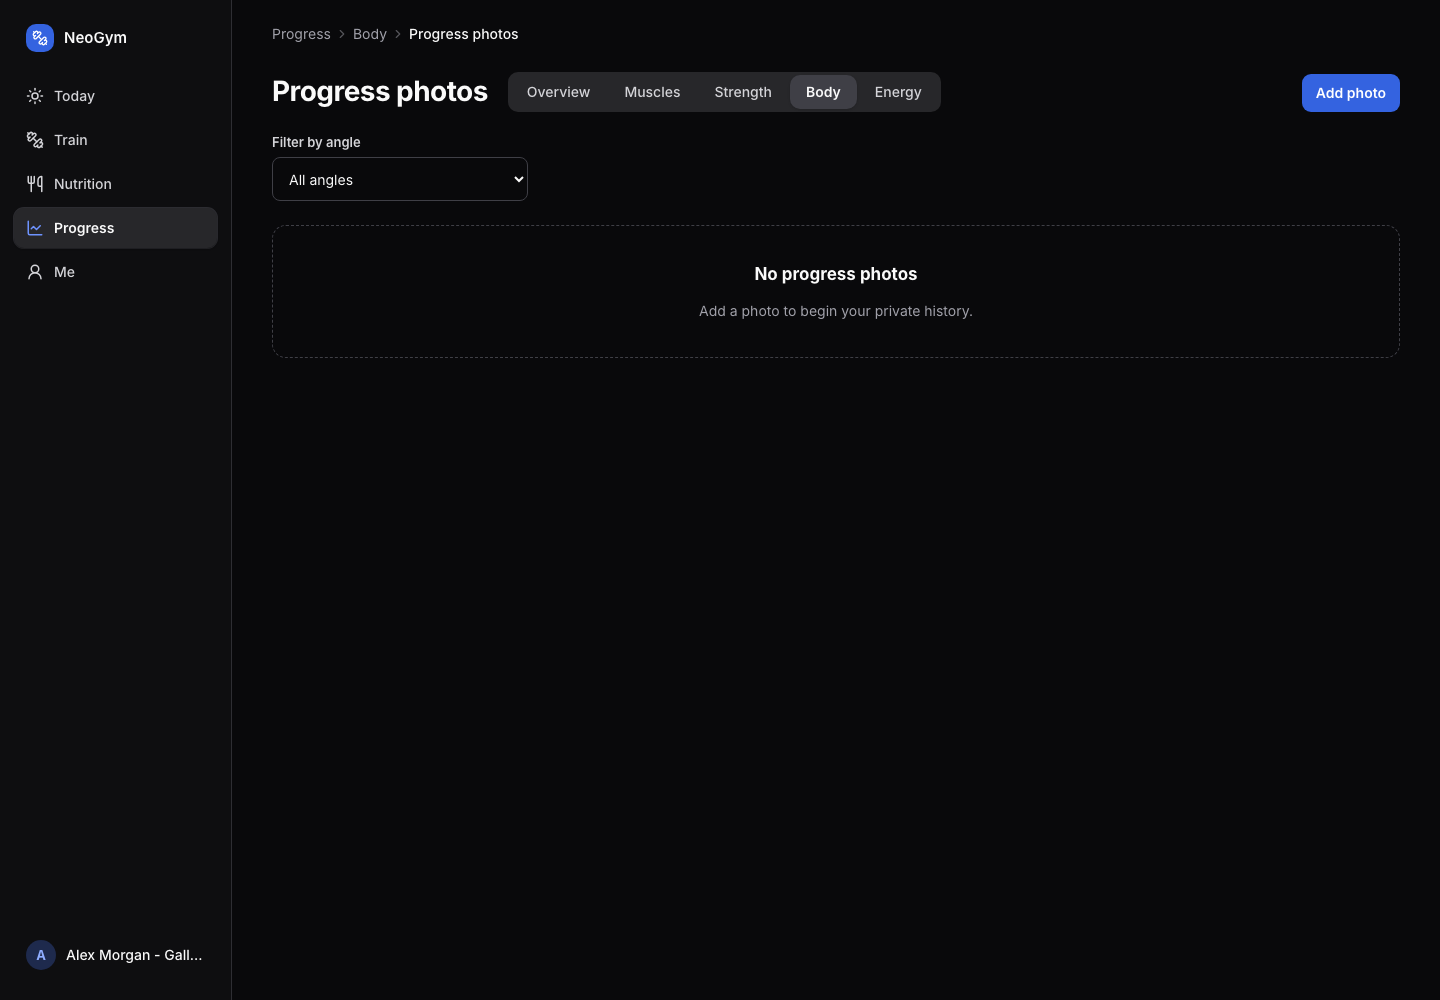 NeoGym
Today
Train
Nutrition
Progress
Me
Progress > Body > Progress photos
Progress photos
Overview Muscles Strength Body Energy
Add photo
Filter by angle
All angles
No progress photos
Add a photo to begin your private history.
A Alex Morgan - Gall...